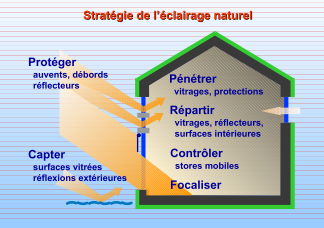 Stratégie de l'éclairage naturel
Protéger
auvents, débords
réflecteurs
Pénétrer
vitrages, protections
Répartir
vitrages, réflecteurs,
surfaces intérieures
Capter
surfaces vitrées
réflexions extérieures
Contrôler
stores mobiles
Focaliser